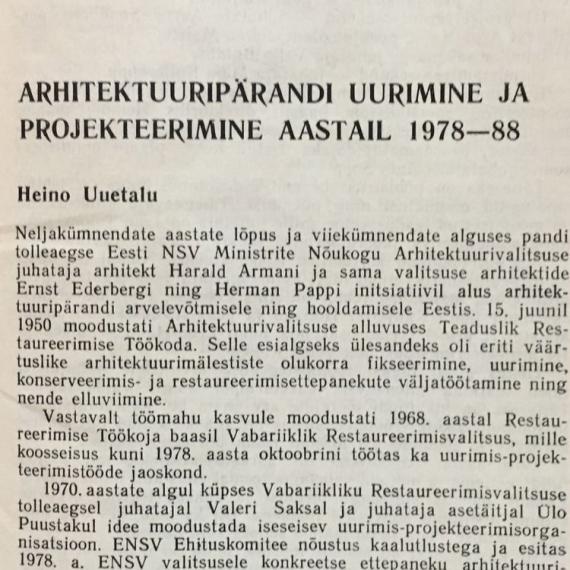 ARHITEKTUURIPÄRANDI UURIMINE JA
PROJEKTEERIMINE AASTAIL 1978—88
Heino Uuetalu
Neljakümnendate aastate lõpus ja viiekümnendate alguses pandi
tolleaegse Eesti NSV Ministrite Nõukogu Arhitektuurivalitsuse
juhataja arhitekt Harald Armani ja sama valitsuse arhitektide
Ernst Ederbergi ning Herman Pappi initsiatiivil alus arhitek-
tuuripärandi arvelevõtmisele ning hooldamisele Eestis. 15. juunil
1950 moodustati Arhitektuurivalitsuse alluvuses Teaduslik Res-
taureerimise Töökoda. Selle esialgseks ülesandeks oli eriti väär-
tuslike arhitektuurimälestiste olukorra fikseerimine, uurimine,
konserveerimis- ja restaureerimisettepanekute väljatöötamine ning
nende elluviimine.
Vastavalt töömahu kasvule moodustati 1968. aastal Restau-
reerimise Töökoja baasil Vabariiklik Restaureerimisvalitsus, mille
koosseisus kuni 1978. aasta oktoobrini töötas ka uurimis-projek-
teerimistööde jaoskond.
1970. aastate algul küpses Vabariikliku Restaureerimisvalitsuse
tolleaegsel juhatajal Valeri Saksal ja juhataja asetäitjal Ülo
Puustakul idee moodustada iseseisev uurimis-projekteerimisorga-
nisatsioon. ENSV Ehituskomitee nõustus kaalutlustega ja esitas
1978. a. ENSV valitsusele konkreetse ettepaneku arhitektuuri-